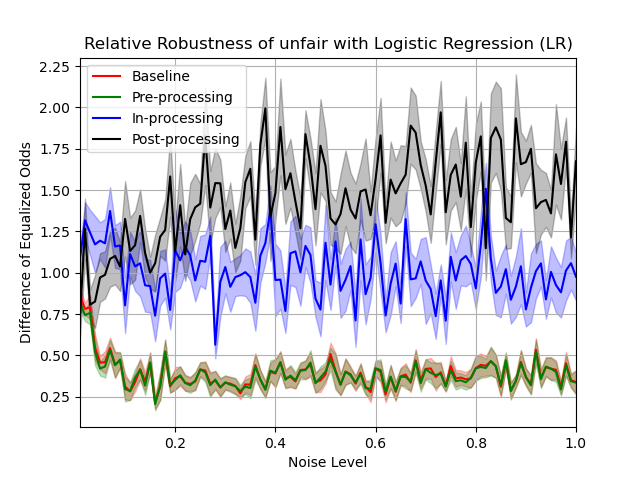 Relative Robustness of unfair with Logistic Regression (LR)
Baseline
Pre-processing
In-processing
Post-processing
Difference of Equalized Odds
2.25
2.00
1.75
1.50
1.25
1.00
0.75
0.50
0.25
0.2 0.4 0.6 0.8 1.0
Noise Level